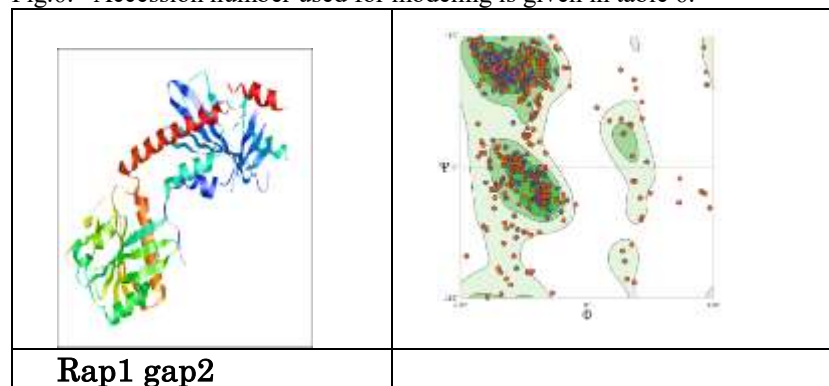 Fig.6. Accession number used for modeling is given in table 6.
Ψ
Φ
Rap1 gap2